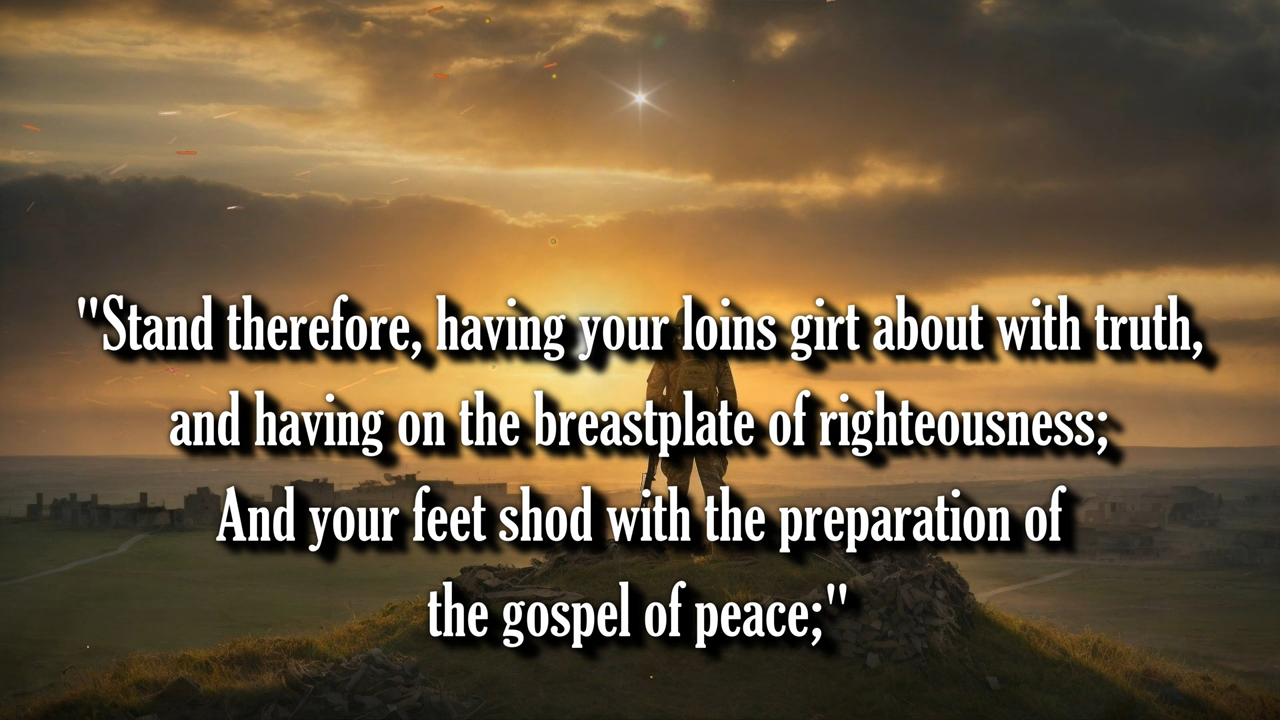 "Stand therefore, having your loins girt about with truth,
and having on the breastplate of righteousness;
And your feet shod with the preparation of
the gospel of peace;"